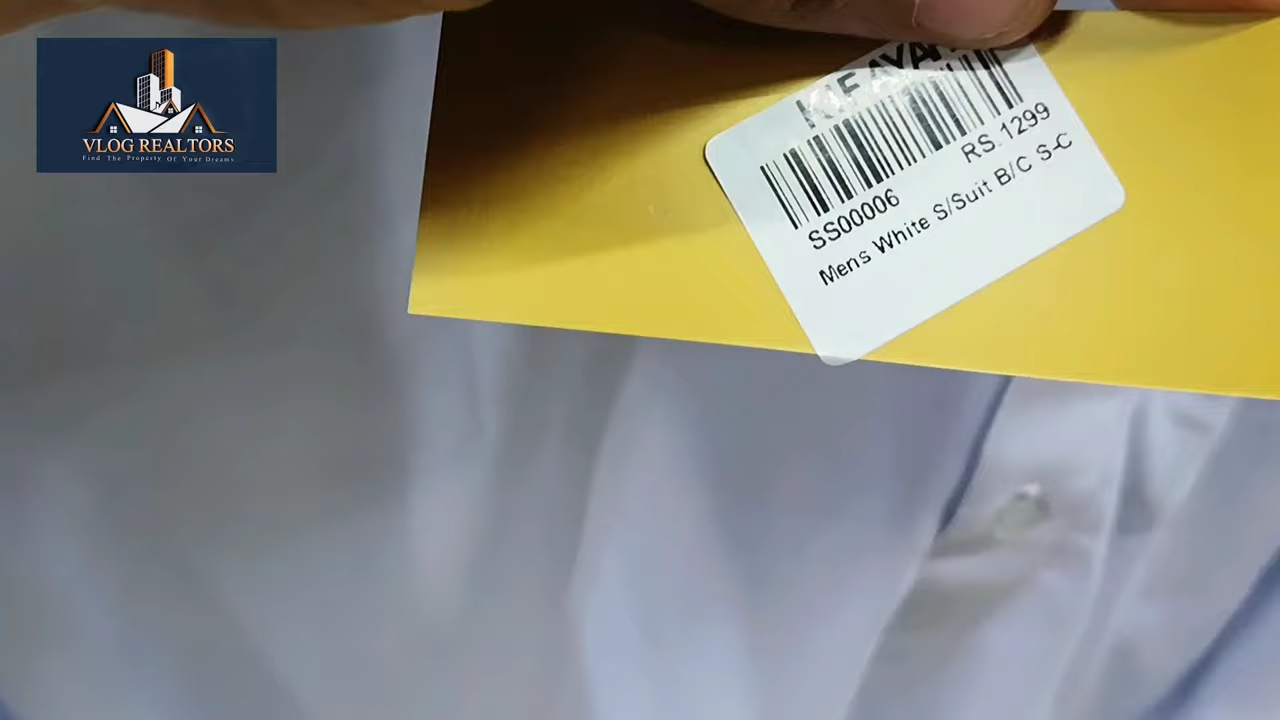 VLOG REALTORS
Find The Property Of Your Dreams
RS. 1299
SS00006
Mens White S/Suit B/C S-C